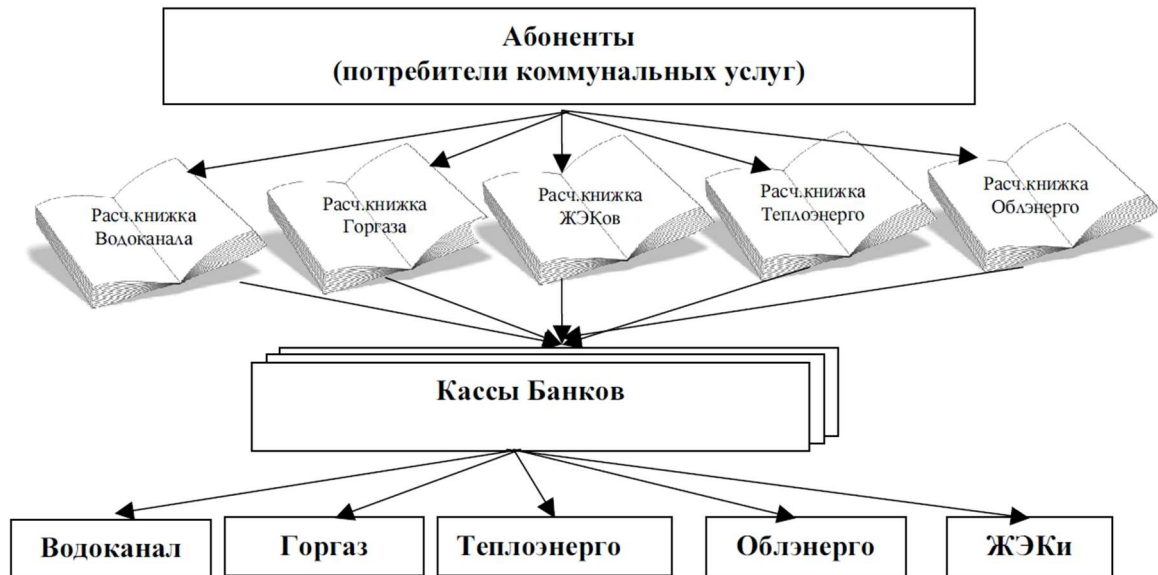 Абоненты
(потребители коммунальных услуг)
Расч.книжка
Водоканала
Расч.книжка
Горгаза
Расч.книжка
ЖЭКов
Расч.книжка
Теплоэнерго
Расч.книжка
Облэнерго
Кассы Банков
Водоканал
Горгаз
Теплоэнерго
Облэнерго
ЖЭКи